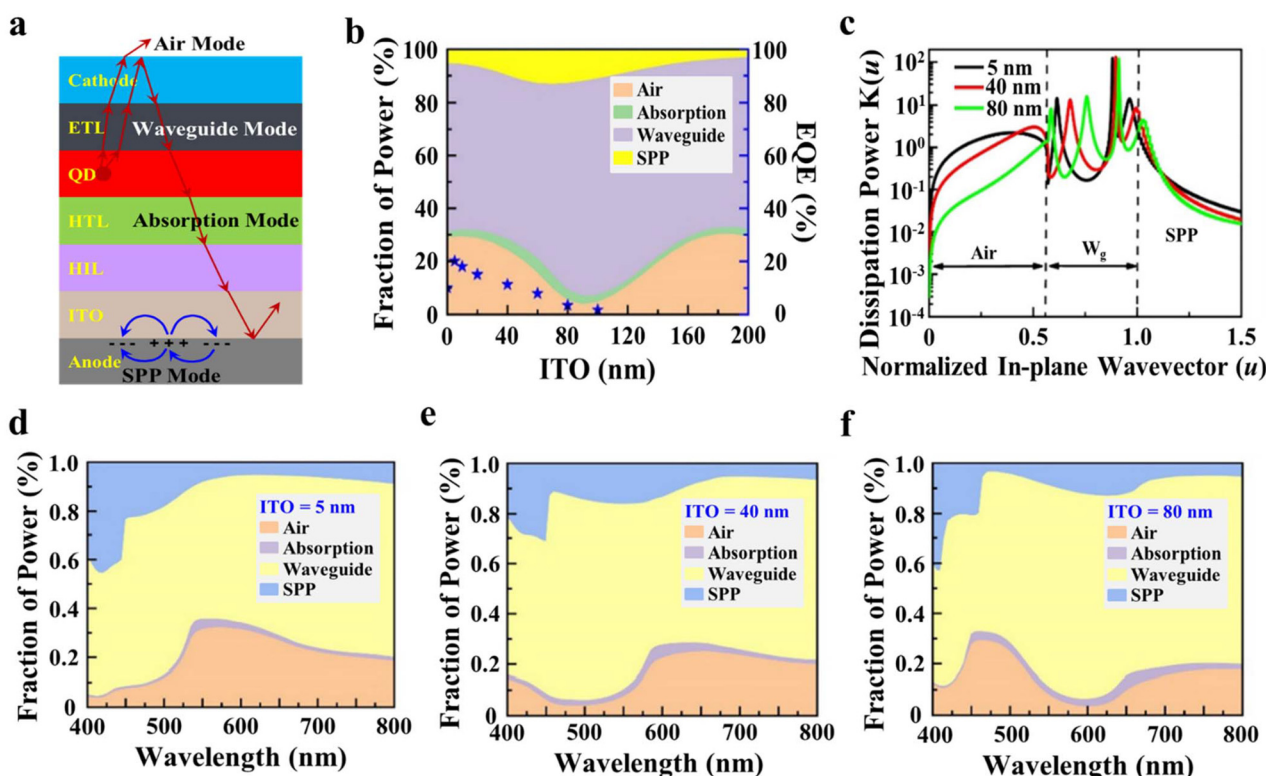 a
Air Mode
Cathode
ETL
Waveguide Mode
QD
HTL
Absorption Mode
HIL
ITO
- - - + + + - - -
Anode
SPP Mode
b
Fraction of Power (%)
100
80
60
40
20
0
Air
Absorption
Waveguide
SPP
100
80
60
40
20
0
EQE (%)
0 40 80 120 160 200
ITO (nm)
c
Dissipation Power K(u)
10²
10¹
10⁰
10⁻¹
10⁻²
10⁻³
10⁻⁴
5 nm
40 nm
80 nm
Air
Wg
SPP
0 0.5 1.0 1.5
Normalized In-plane Wavevector (u)
d
Fraction of Power (%)
1.0
0.8
0.6
0.4
0.2
0
ITO = 5 nm
Air
Absorption
Waveguide
SPP
400 500 600 700 800
Wavelength (nm)
e
Fraction of Power (%)
1.0
0.8
0.6
0.4
0.2
0
ITO = 40 nm
Air
Absorption
Waveguide
SPP
400 500 600 700 800
Wavelength (nm)
f
Fraction of Power (%)
1.0
0.8
0.6
0.4
0.2
0
ITO = 80 nm
Air
Absorption
Waveguide
SPP
400 500 600 700 800
Wavelength (nm)